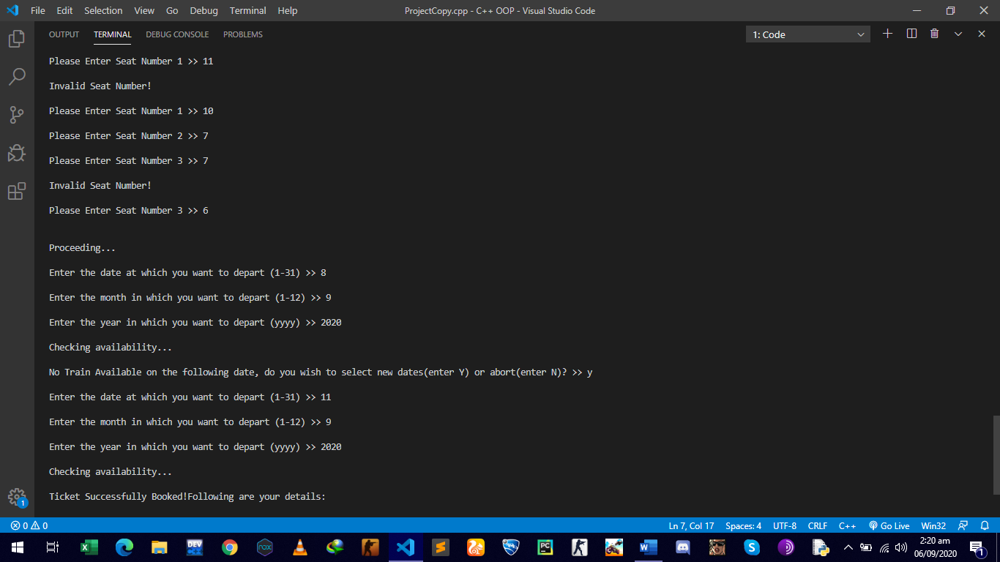 File Edit Selection View Go Debug Terminal Help ProjectCopy.cpp - C++ OOP - Visual Studio Code
OUTPUT TERMINAL DEBUG CONSOLE PROBLEMS 1: Code
Please Enter Seat Number 1 >> 11
Invalid Seat Number!
Please Enter Seat Number 1 >> 10
Please Enter Seat Number 2 >> 7
Please Enter Seat Number 3 >> 7
Invalid Seat Number!
Please Enter Seat Number 3 >> 6
Proceeding...
Enter the date at which you want to depart (1-31) >> 8
Enter the month in which you want to depart (1-12) >> 9
Enter the year in which you want to depart (yyyy) >> 2020
Checking availability...
No Train Available on the following date, do you wish to select new dates(enter Y) or abort(enter N)? >> y
Enter the date at which you want to depart (1-31) >> 11
Enter the month in which you want to depart (1-12) >> 9
Enter the year in which you want to depart (yyyy) >> 2020
Checking availability...
Ticket Successfully Booked!Following are your details:
1
0 0 Ln 7, Col 17 Spaces: 4 UTF-8 CRLF C++ Go Live Win32
DEV
nox
PC
W
S
2:20 am
06/09/2020
1